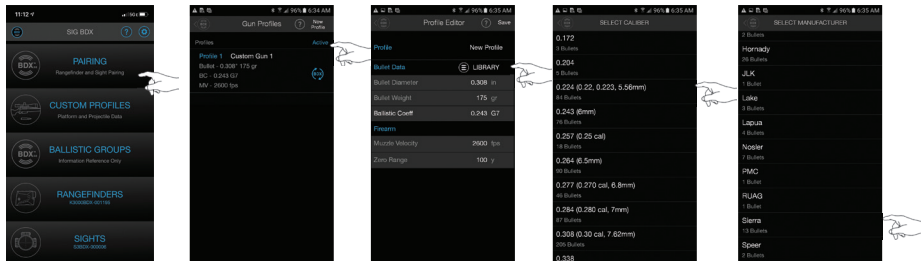 11:12
SIG BDX
BDX
PAIRING
Rangefinder and Sight Pairing
CUSTOM PROFILES
Platform and Projectile Data
BDX
BALLISTIC GROUPS
Information Reference Only
RANGEFINDERS
SIGHTS
96% 6:34 AM
Gun Profiles
?
New Profile
Profiles
Active
Profile 1 Custom Gun 1
Bullet - 0.308" 175 gr
BC - 0.243 G7
MV - 2600 fps
BDX
96% 6:35 AM
Profile Editor
?
Save
Profile
New Profile
Bullet Data
LIBRARY
Bullet Diameter 0.308 in
Bullet Weight 175 gr
Ballistic Coeff 0.243 G7
Firearm
Muzzle Velocity 2600 fps
Zero Range 100 y
96% 6:35 AM
SELECT CALIBER
0.172
3 Bullets
0.204
5 Bullets
0.224 (0.22, 0.223, 5.56mm)
84 Bullets
0.243 (6mm)
76 Bullets
0.257 (0.25 cal)
18 Bullets
0.264 (6.5mm)
90 Bullets
0.277 (0.270 cal, 6.8mm)
46 Bullets
0.284 (0.280 cal, 7mm)
87 Bullets
0.308 (0.30 cal, 7.62mm)
205 Bullets
0.338
96% 6:35 AM
SELECT MANUFACTURER
2 Bullets
Hornady
26 Bullets
JLK
1 Bullet
Lake
3 Bullets
Lapua
4 Bullets
Nosler
7 Bullets
PMC
1 Bullet
RUAG
1 Bullet
Sierra
13 Bullets
Speer
2 Bullets